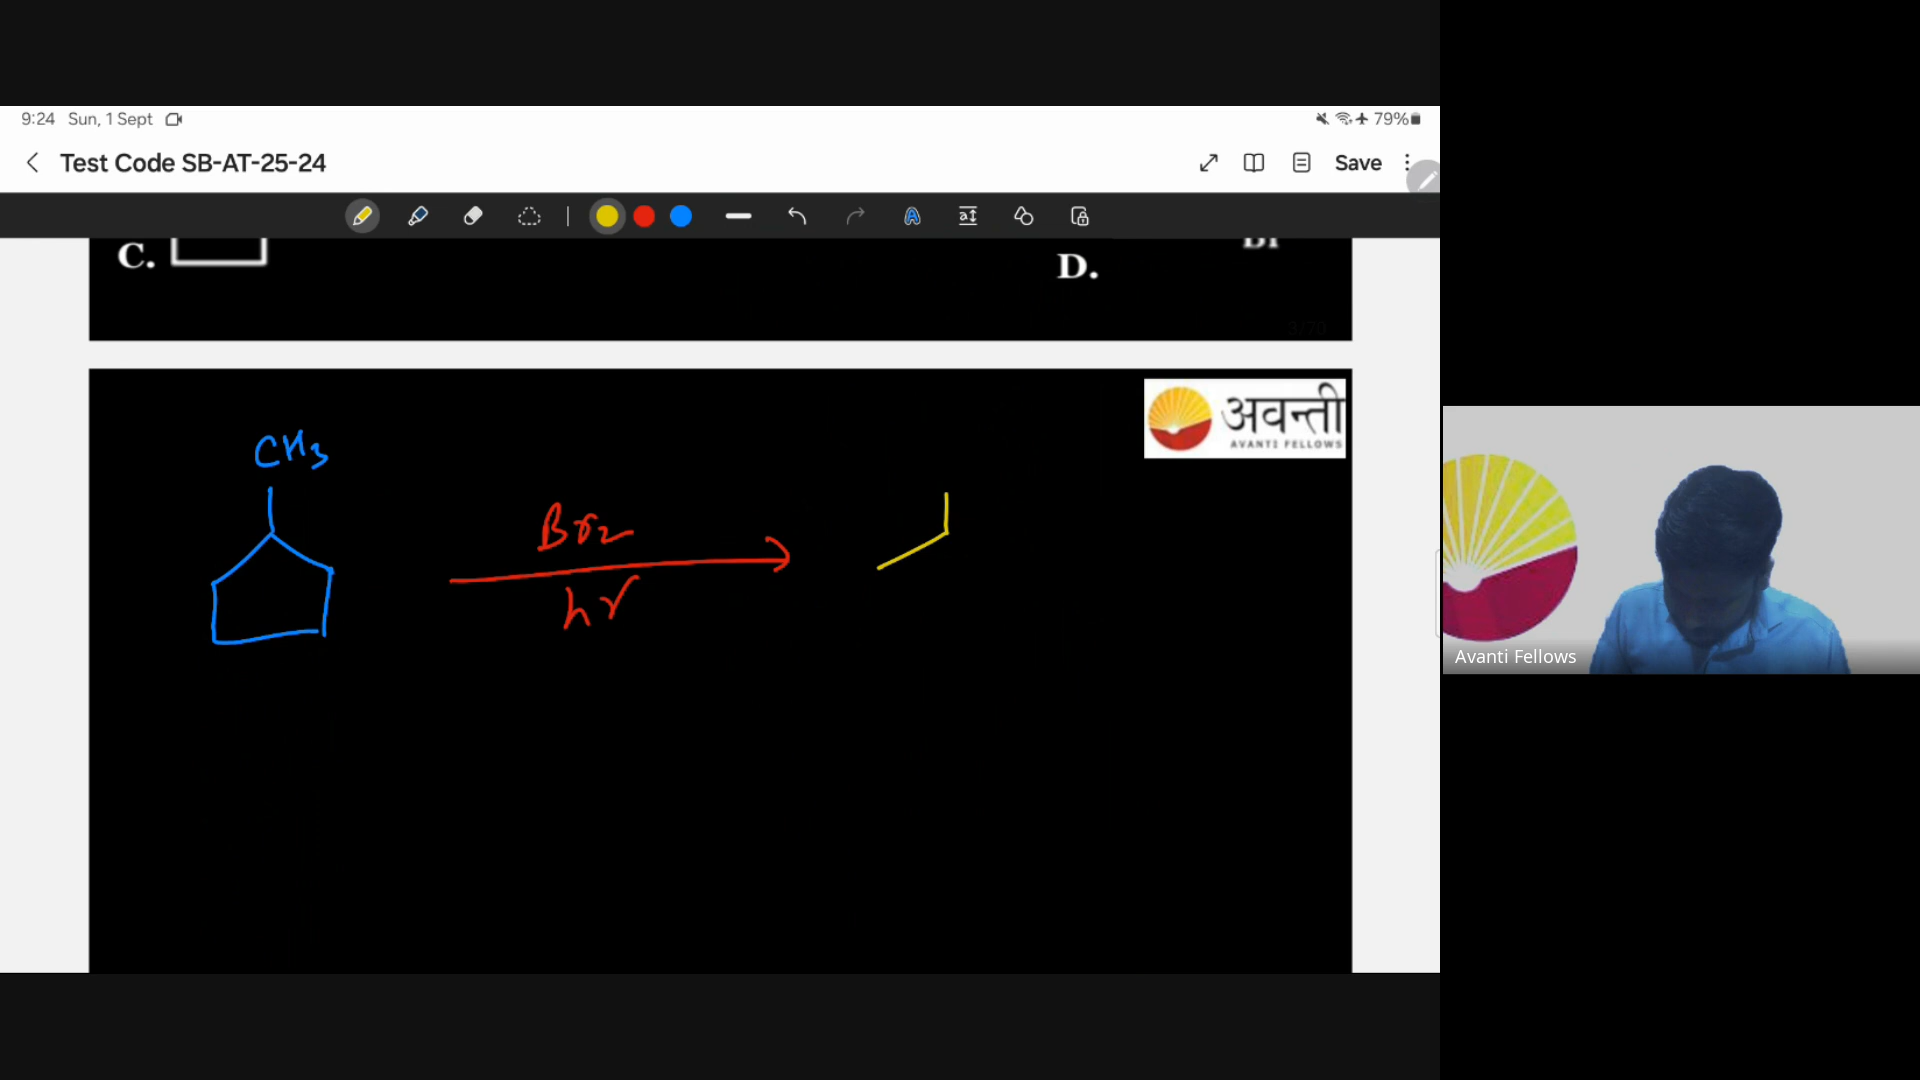 9:24 Sun, 1 Sept
79%
Test Code SB-AT-25-24
Save
C.
Br
D.
अवन्ती
AVANTI FELLOWS
CH3
Br2
hν
Avanti Fellows